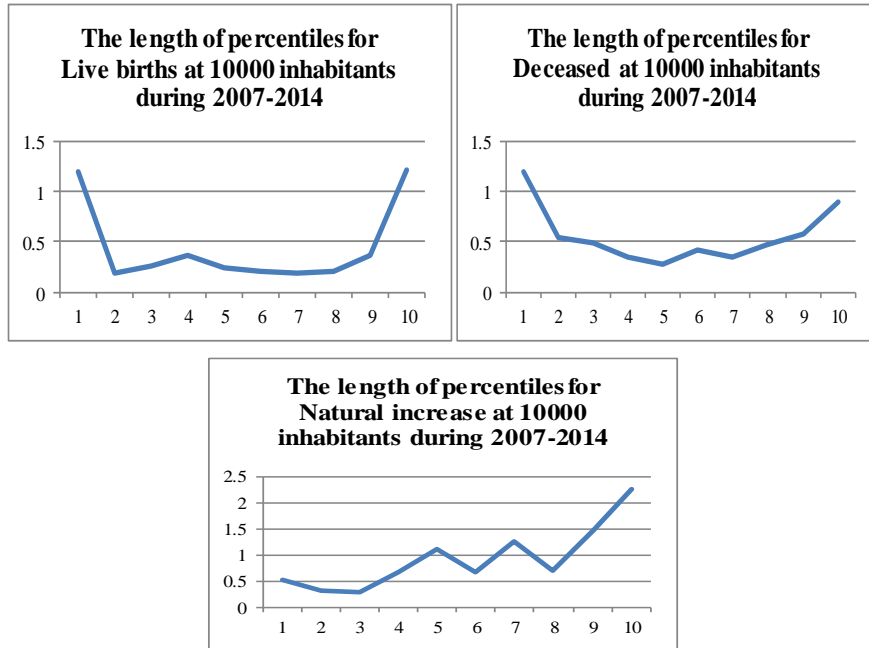 The length of percentiles for
Live births at 10000 inhabitants
during 2007-2014
1.5
1
0.5
0
1 2 3 4 5 6 7 8 9 10
The length of percentiles for
Deceased at 10000 inhabitants
during 2007-2014
1.5
1
0.5
0
1 2 3 4 5 6 7 8 9 10
The length of percentiles for
Natural increase at 10000
inhabitants during 2007-2014
2.5
2
1.5
1
0.5
0
1 2 3 4 5 6 7 8 9 10